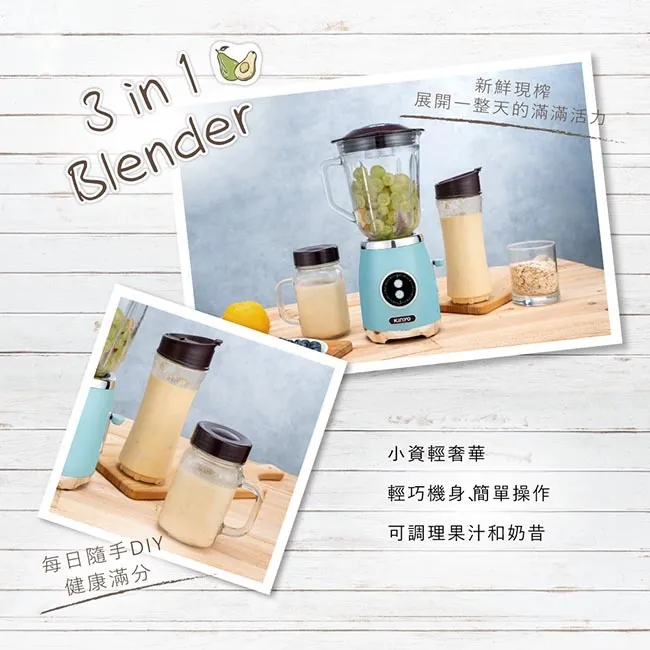 3 in 1
Blender
新鮮現榨
展開一整天的滿滿活力
KINYO
小資輕奢華
輕巧機身、簡單操作
可調理果汁和奶昔
每日隨手DIY
健康滿分